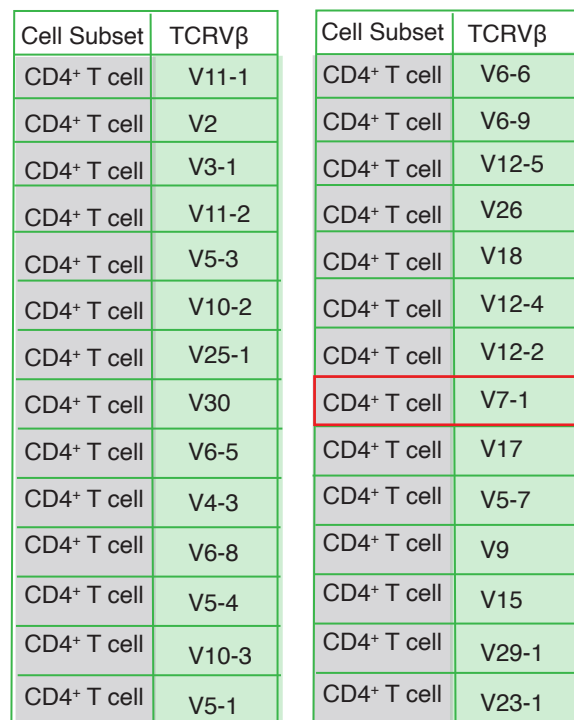 Cell Subset TCRVβ
CD4⁺ T cell V11-1
CD4⁺ T cell V2
CD4⁺ T cell V3-1
CD4⁺ T cell V11-2
CD4⁺ T cell V5-3
CD4⁺ T cell V10-2
CD4⁺ T cell V25-1
CD4⁺ T cell V30
CD4⁺ T cell V6-5
CD4⁺ T cell V4-3
CD4⁺ T cell V6-8
CD4⁺ T cell V5-4
CD4⁺ T cell V10-3
CD4⁺ T cell V5-1
Cell Subset TCRVβ
CD4⁺ T cell V6-6
CD4⁺ T cell V6-9
CD4⁺ T cell V12-5
CD4⁺ T cell V26
CD4⁺ T cell V18
CD4⁺ T cell V12-4
CD4⁺ T cell V12-2
CD4⁺ T cell V7-1
CD4⁺ T cell V17
CD4⁺ T cell V5-7
CD4⁺ T cell V9
CD4⁺ T cell V15
CD4⁺ T cell V29-1
CD4⁺ T cell V23-1